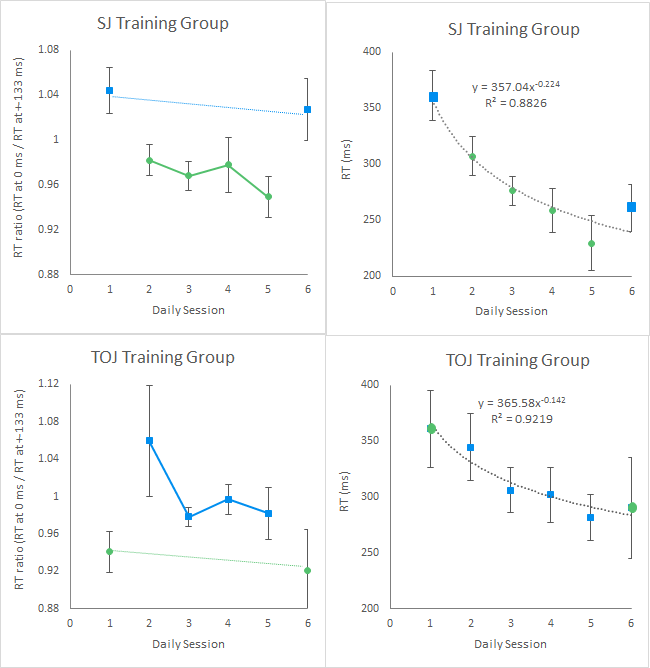 SJ Training Group
RT ratio (RT at 0 ms / RT at +-133 ms)
1.08
1.04
1
0.96
0.92
0.88
0 1 2 3 4 5 6
Daily Session
SJ Training Group
y = 357.04x^-0.224
R² = 0.8826
RT (ms)
400
350
300
250
200
0 1 2 3 4 5 6
Daily Session
TOJ Training Group
RT ratio (RT at 0 ms / RT at +-133 ms)
1.12
1.08
1.04
1
0.96
0.92
0.88
0 1 2 3 4 5 6
Daily Session
TOJ Training Group
y = 365.58x^-0.142
R² = 0.9219
RT (ms)
400
350
300
250
200
0 1 2 3 4 5 6
Daily Session